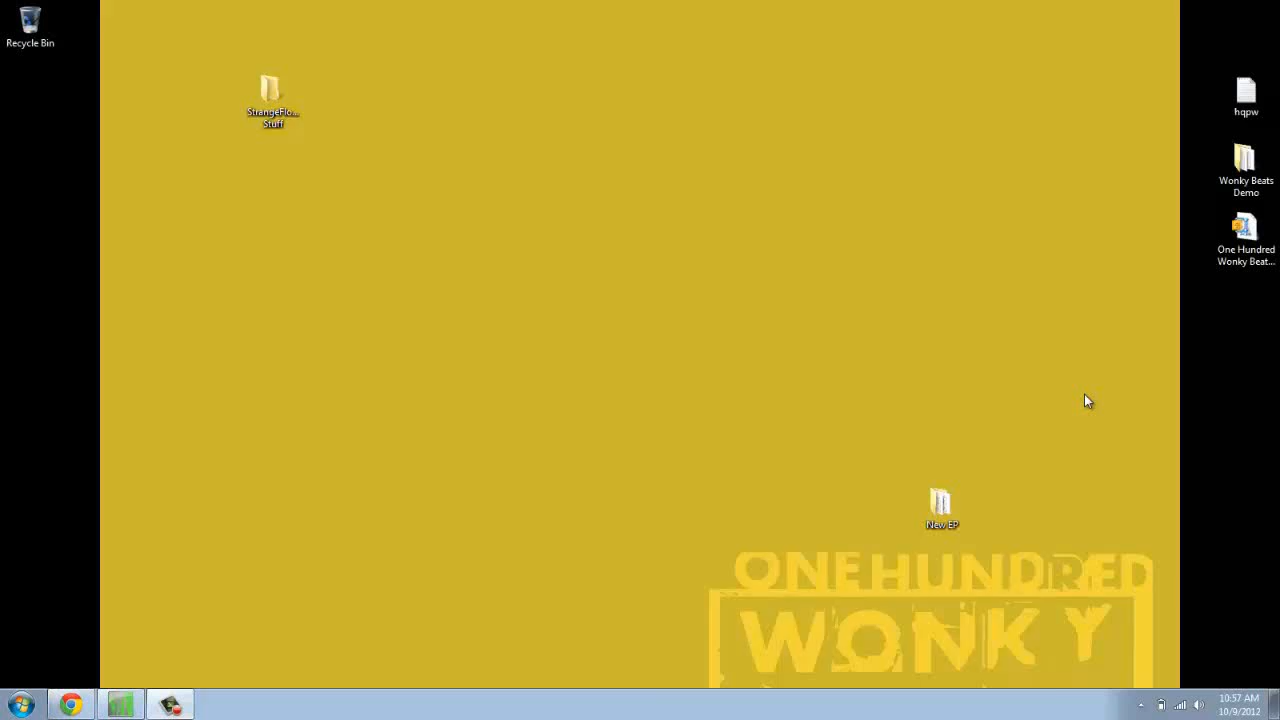 Recycle Bin
StrangeFlo...
Stuff
hqpw
Wonky Beats
Demo
One Hundred
Wonky Beat...
New EP
ONE HUNDRED
WONKY
10:57 AM
10/9/2012